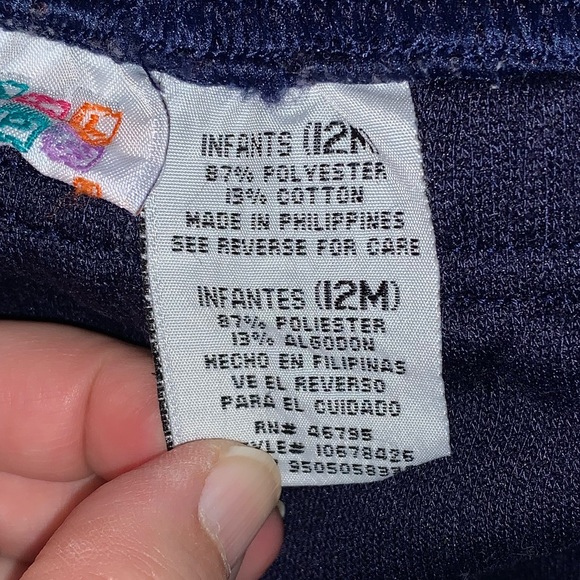 INFANTS (12M
87% POLYESTER
13% COTTON
MADE IN PHILIPPINES
SEE REVERSE FOR CARE
INFANTES (12M)
87% POLIESTER
13% ALGODON
HECHO EN FILIPINAS
VE EL REVERSO
PARA EL CUIDADO
RN# 46795
YLE# 10678426